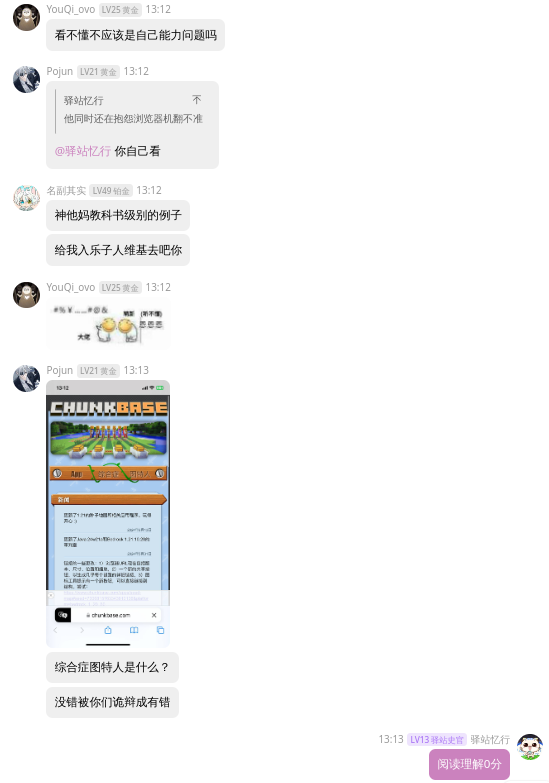 YouQi_ovo LV25 黄金 13:12
看不懂不应该是自己能力问题吗
Pojun LV21 黄金 13:12
驿站忆行
他同时还在抱怨浏览器机翻不准
@驿站忆行 你自己看
名副其实 LV49 铂金 13:12
神他妈教科书级别的例子
给我入乐子人维基去吧你
YouQi_ovo LV25 黄金 13:12
#%￥……#@&
(听不懂)
大佬
萌新
Pojun LV21 黄金 13:13
13:12
CHUNKBASE
App
新闻
chunkbase.com
综合症图特人是什么？
没错被你们诡辩成有错
13:13 LV13 驿站史官 驿站忆行
阅读理解0分